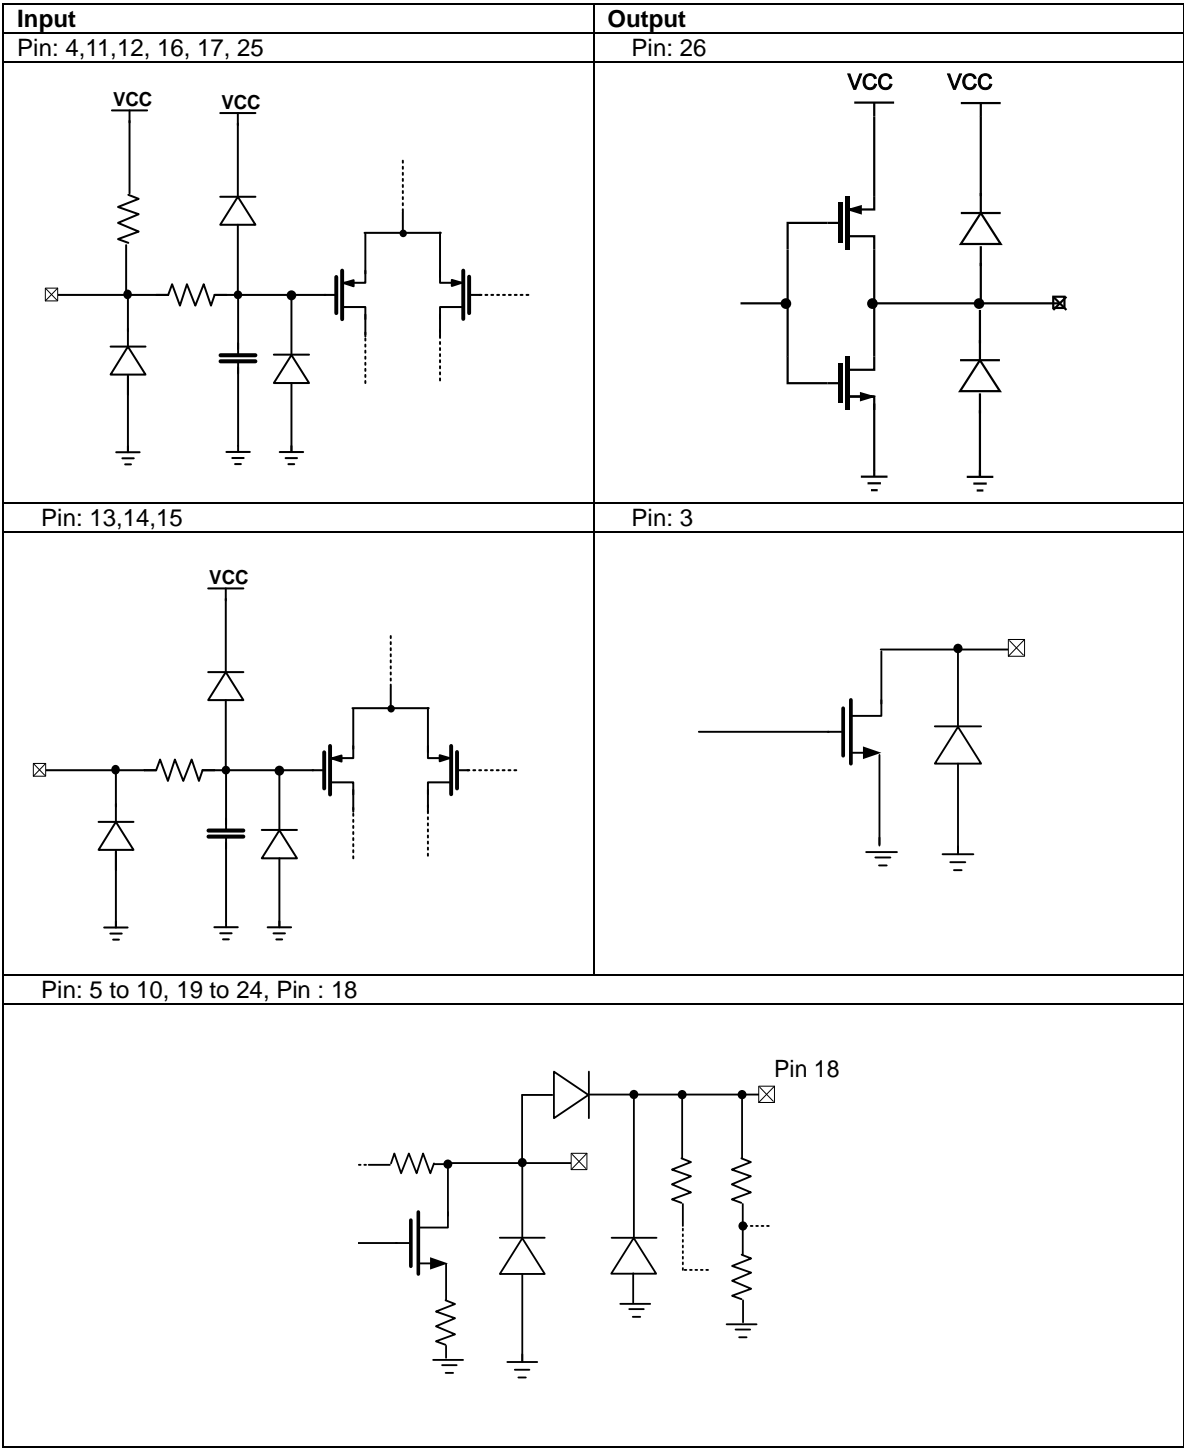 Input
Output
Pin: 4,11,12, 16, 17, 25
Pin: 26
VCC
VCC
VCC
VCC
Pin: 13,14,15
Pin: 3
VCC
Pin: 5 to 10, 19 to 24, Pin : 18
Pin 18